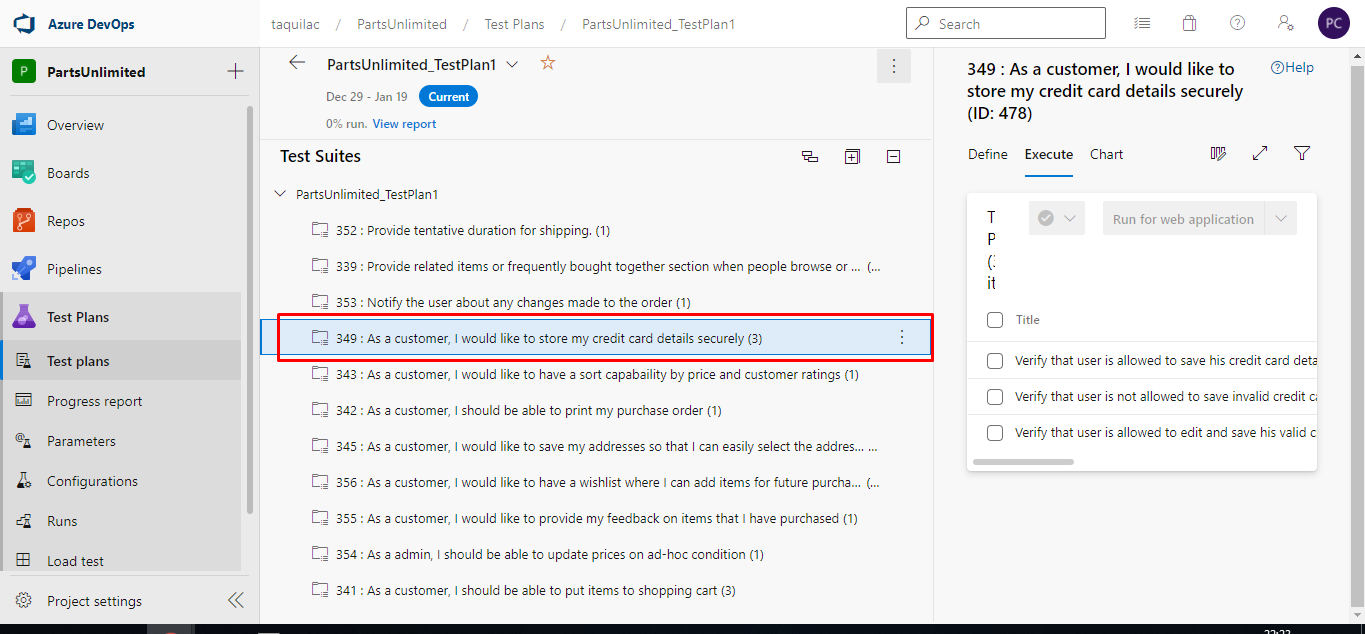 Azure DevOps
taquilac / PartsUnlimited / Test Plans / PartsUnlimited_TestPlan1
Search
PC
P
PartsUnlimited
Overview
Boards
Repos
Pipelines
Test Plans
Test plans
Progress report
Parameters
Configurations
Runs
Load test
Project settings
PartsUnlimited_TestPlan1
Dec 29 - Jan 19 Current
0% run. View report
Test Suites
PartsUnlimited_TestPlan1
352 : Provide tentative duration for shipping. (1)
339 : Provide related items or frequently bought together section when people browse or ... (...
353 : Notify the user about any changes made to the order (1)
349 : As a customer, I would like to store my credit card details securely (3)
343 : As a customer, I would like to have a sort capabaility by price and customer ratings (1)
342 : As a customer, I should be able to print my purchase order (1)
345 : As a customer, I would like to save my addresses so that I can easily select the addres... ...
356 : As a customer, I would like to have a wishlist where I can add items for future purcha... (...
355 : As a customer, I would like to provide my feedback on items that I have purchased (1)
354 : As a admin, I should be able to update prices on ad-hoc condition (1)
341 : As a customer, I should be able to put items to shopping cart (3)
349 : As a customer, I would like to
store my credit card details securely
(ID: 478)
Help
Define Execute Chart
T
P
(3
it
Run for web application
Title
Verify that user is allowed to save his credit card deta
Verify that user is not allowed to save invalid credit ca
Verify that user is allowed to edit and save his valid c